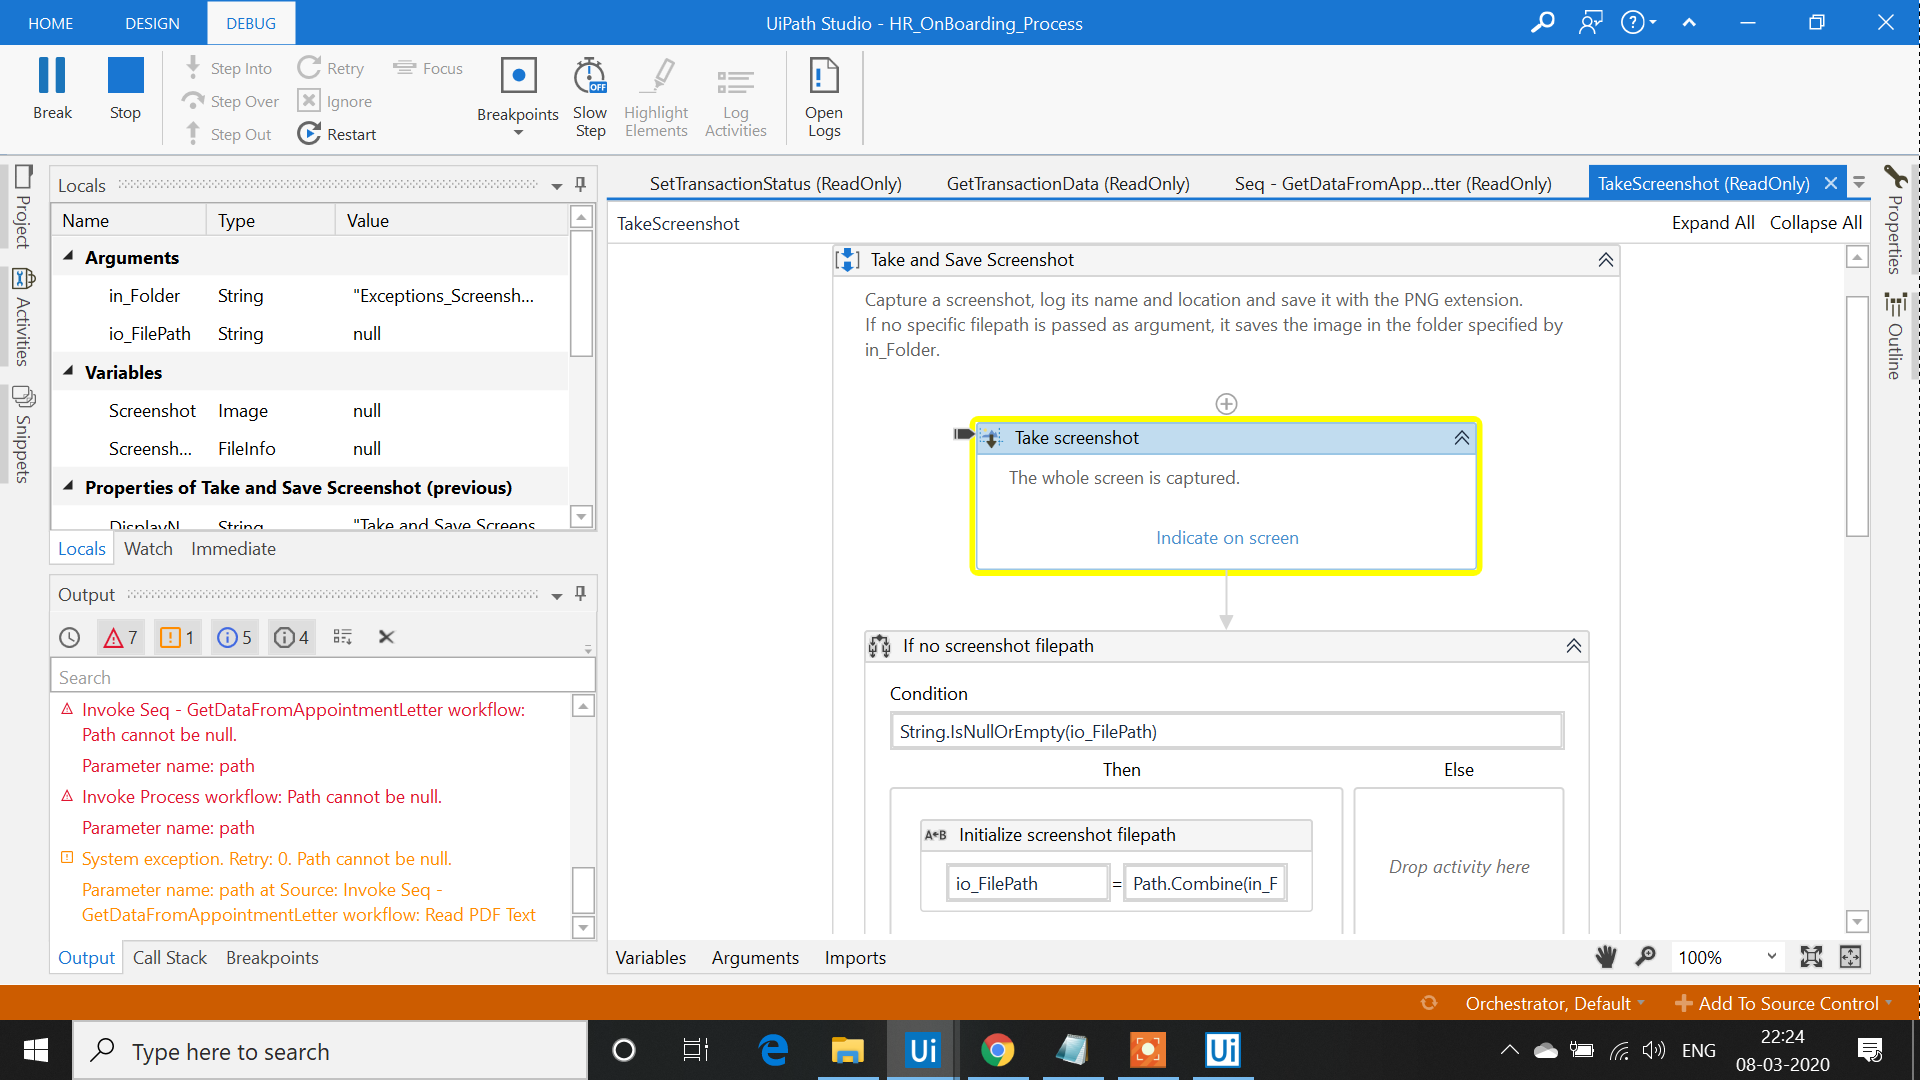 HOME DESIGN DEBUG UiPath Studio - HR_OnBoarding_Process
Break
Stop
Step Into
Step Over
Step Out
Retry
Ignore
Restart
Focus
Breakpoints
Slow
Step
OFF
Highlight
Elements
Log
Activities
Open
Logs
Project
Activities
Snippets
Locals
Name Type Value
Arguments
in_Folder String "Exceptions_Screensh...
io_FilePath String null
Variables
Screenshot Image null
Screensh... FileInfo null
Properties of Take and Save Screenshot (previous)
DisplayN String "Take and Save Screens
Locals Watch Immediate
Output
7 1 5 4
Search
Invoke Seq - GetDataFromAppointmentLetter workflow:
Path cannot be null.
Parameter name: path
Invoke Process workflow: Path cannot be null.
Parameter name: path
System exception. Retry: 0. Path cannot be null.
Parameter name: path at Source: Invoke Seq -
GetDataFromAppointmentLetter workflow: Read PDF Text
Output Call Stack Breakpoints
SetTransactionStatus (ReadOnly) GetTransactionData (ReadOnly) Seq - GetDataFromApp...tter (ReadOnly) TakeScreenshot (ReadOnly)
TakeScreenshot Expand All Collapse All
Take and Save Screenshot
Capture a screenshot, log its name and location and save it with the PNG extension.
If no specific filepath is passed as argument, it saves the image in the folder specified by
in_Folder.
Take screenshot
The whole screen is captured.
Indicate on screen
If no screenshot filepath
Condition
String.IsNullOrEmpty(io_FilePath)
Then Else
A B Initialize screenshot filepath
io_FilePath = Path.Combine(in_F
Drop activity here
Variables Arguments Imports 100%
Properties
Outline
Orchestrator, Default Add To Source Control
Type here to search
Ui
Ui
ENG
22:24
08-03-2020